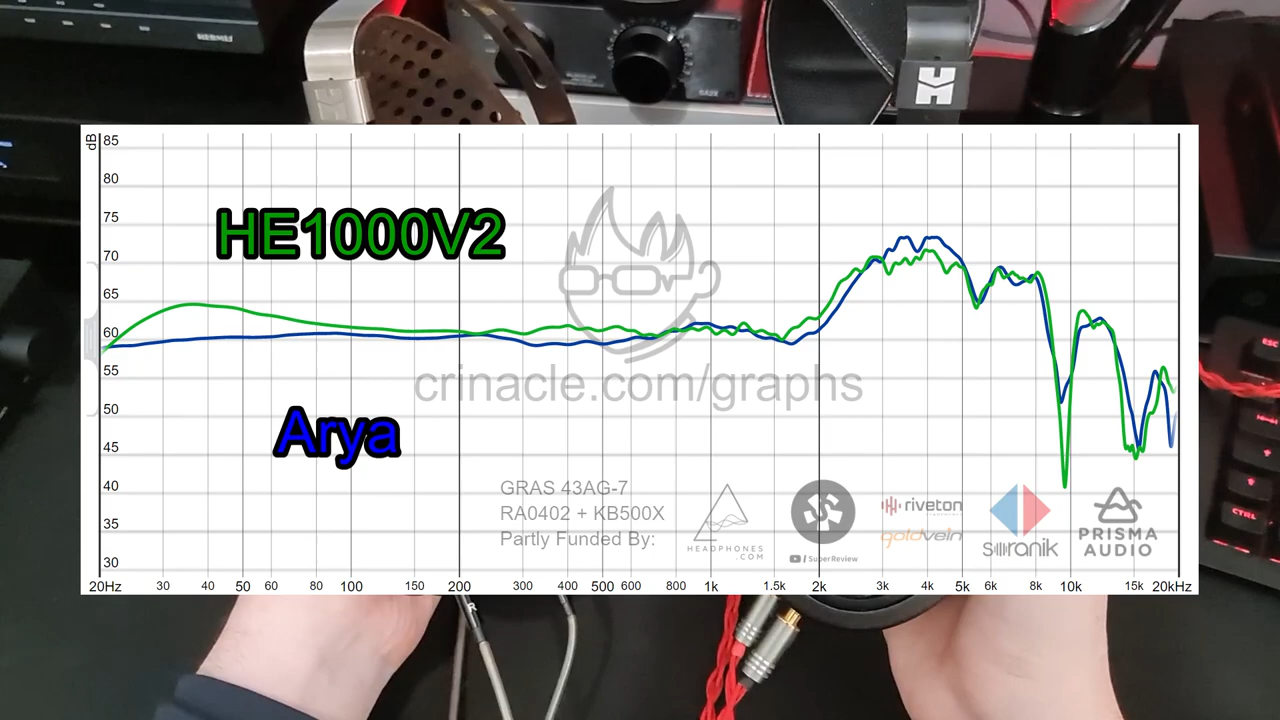 dB
85
80
75
HE1000V2
70
65
60
55
crinacle.com/graphs
50
Arya
45
40
GRAS 43AG-7
RA0402 + KB500X
Partly Funded By:
HEADPHONES
.COM
SuperReview
riveton
goldvein
soranik
PRISMA
AUDIO
35
30
20Hz 30 40 50 60 80 100 150 200 300 400 500 600 800 1k 1.5k 2k 3k 4k 5k 6k 8k 10k 15k 20kHz
ESC
CTRL
R